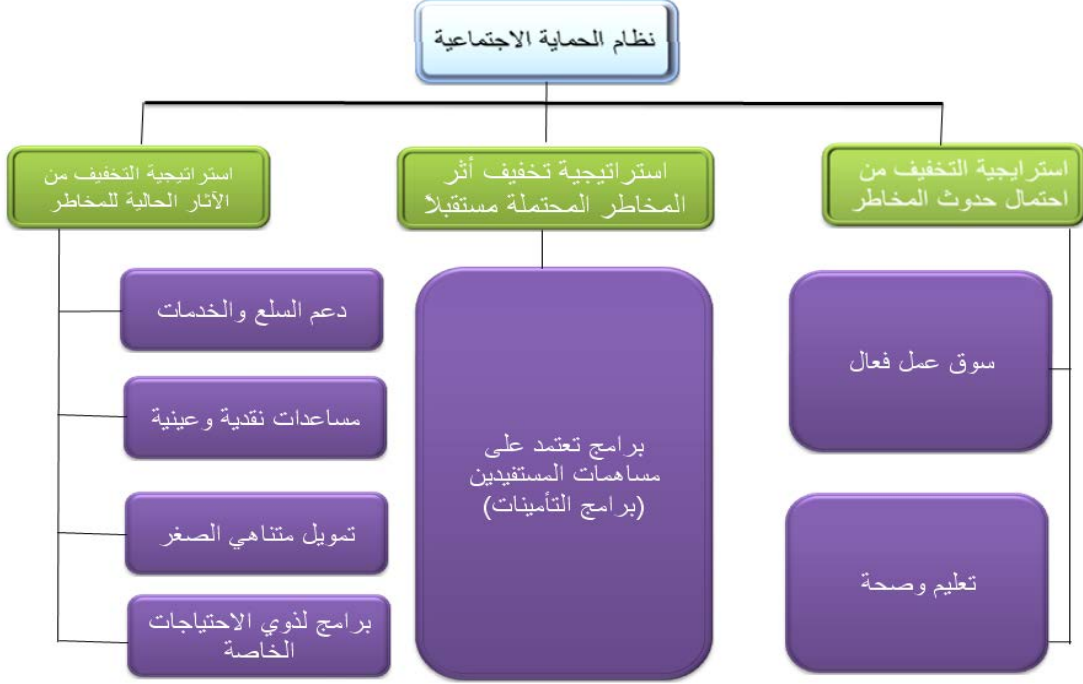 نظام الحماية الاجتماعية
استرايجية التخفيف من
احتمال حدوث المخاطر
سوق عمل فعال
تعليم وصحة
استراتيجية تخفيف أثر
المخاطر المحتملة مستقبلاً
برامج تعتمد على
مساهمات المستفيدين
(برامج التأمينات)
استراتيجية التخفيف من
الآثار الحالية للمخاطر
دعم السلع والخدمات
مساعدات نقدية وعينية
تمويل متناهي الصغر
برامج لذوي الاحتياجات
الخاصة